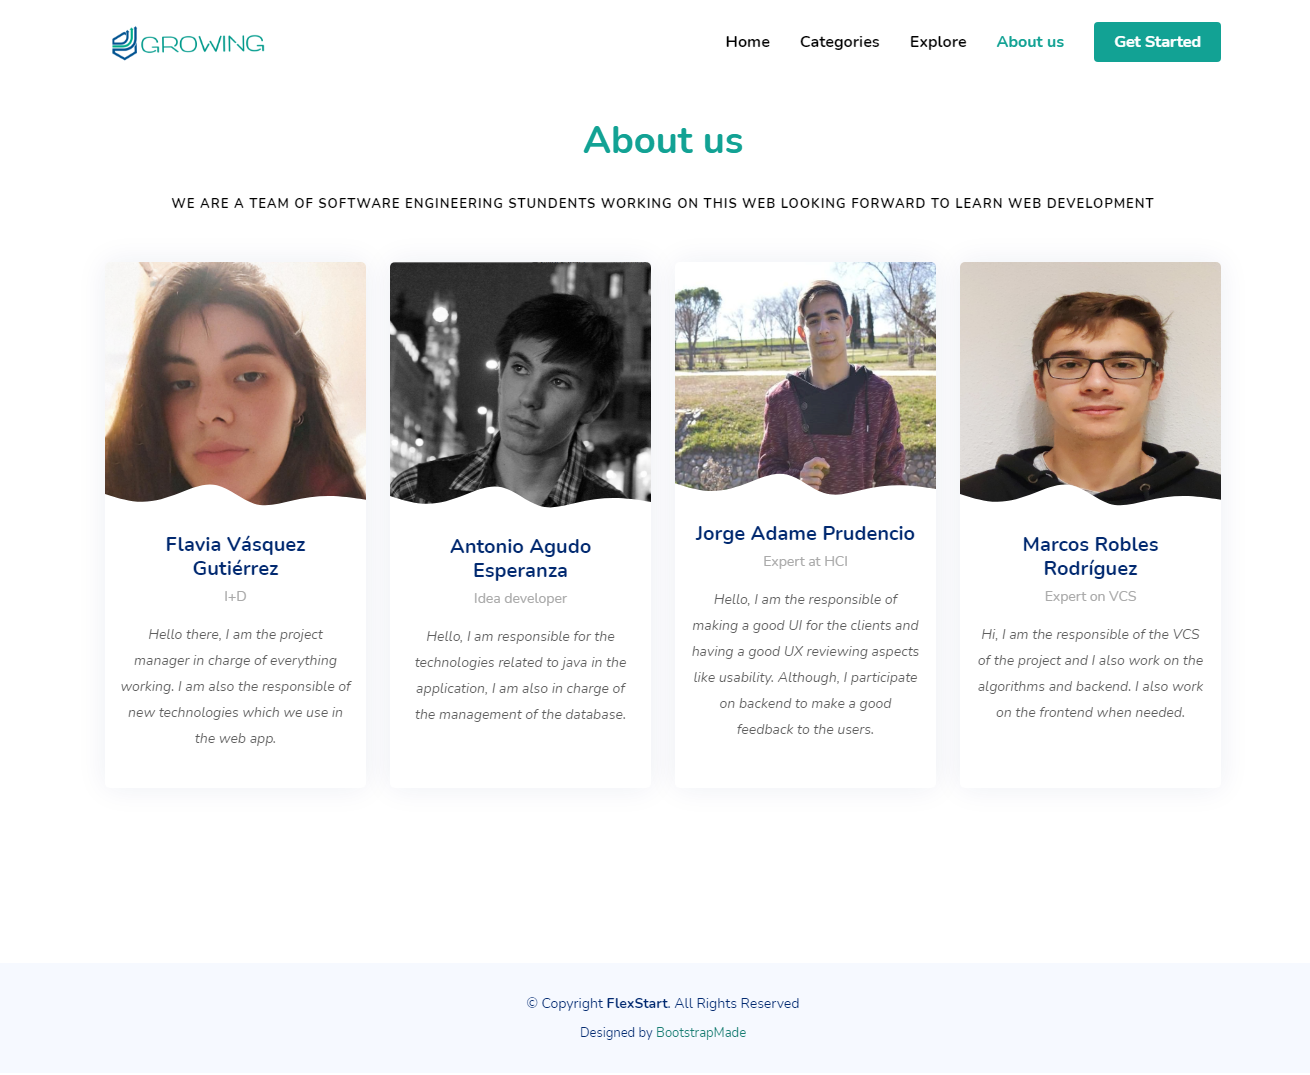 GROWING
Home Categories Explore About us Get Started
About us
WE ARE A TEAM OF SOFTWARE ENGINEERING STUNDENTS WORKING ON THIS WEB LOOKING FORWARD TO LEARN WEB DEVELOPMENT
Flavia Vásquez
Gutiérrez
I+D
Hello there, I am the project
manager in charge of everything
working. I am also the responsible of
new technologies which we use in
the web app.
Antonio Agudo
Esperanza
Idea developer
Hello, I am responsible for the
technologies related to java in the
application, I am also in charge of
the management of the database.
Jorge Adame Prudencio
Expert at HCI
Hello, I am the responsible of
making a good UI for the clients and
having a good UX reviewing aspects
like usability. Although, I participate
on backend to make a good
feedback to the users.
Marcos Robles
Rodríguez
Expert on VCS
Hi, I am the responsible of the VCS
of the project and I also work on the
algorithms and backend. I also work
on the frontend when needed.
© Copyright FlexStart. All Rights Reserved
Designed by BootstrapMade